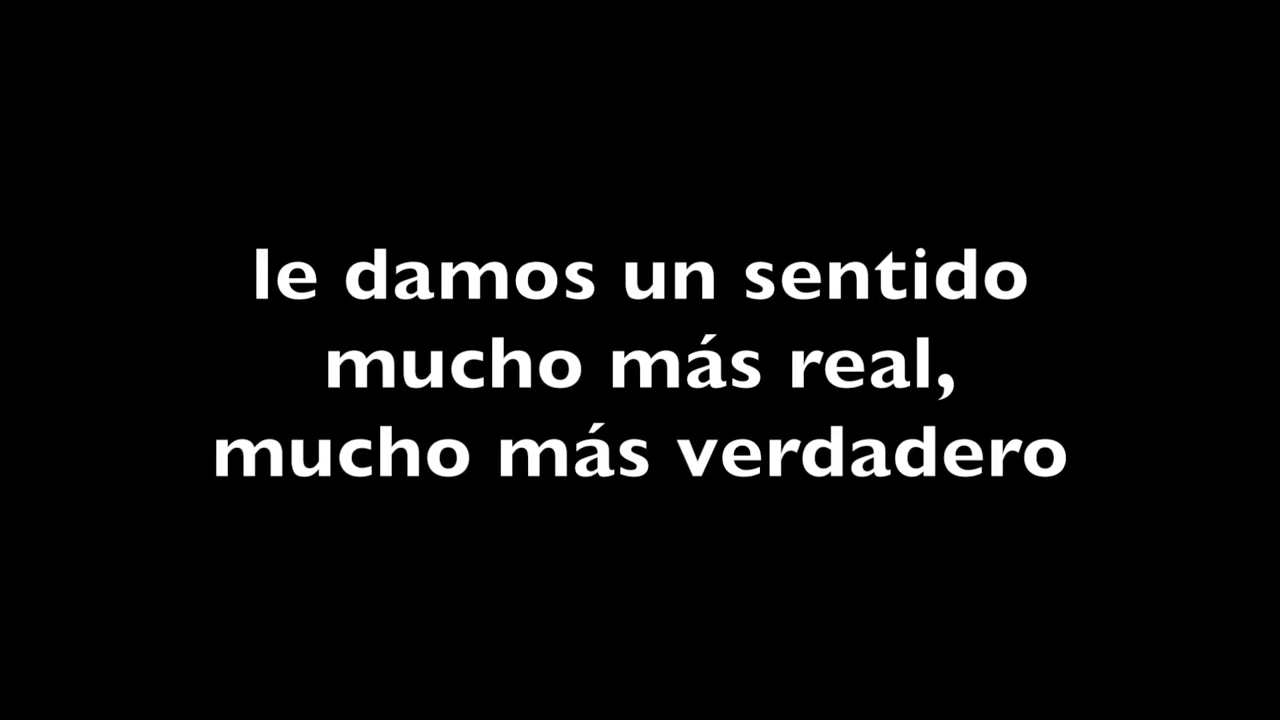 le damos un sentido
mucho más real,
mucho más verdadero